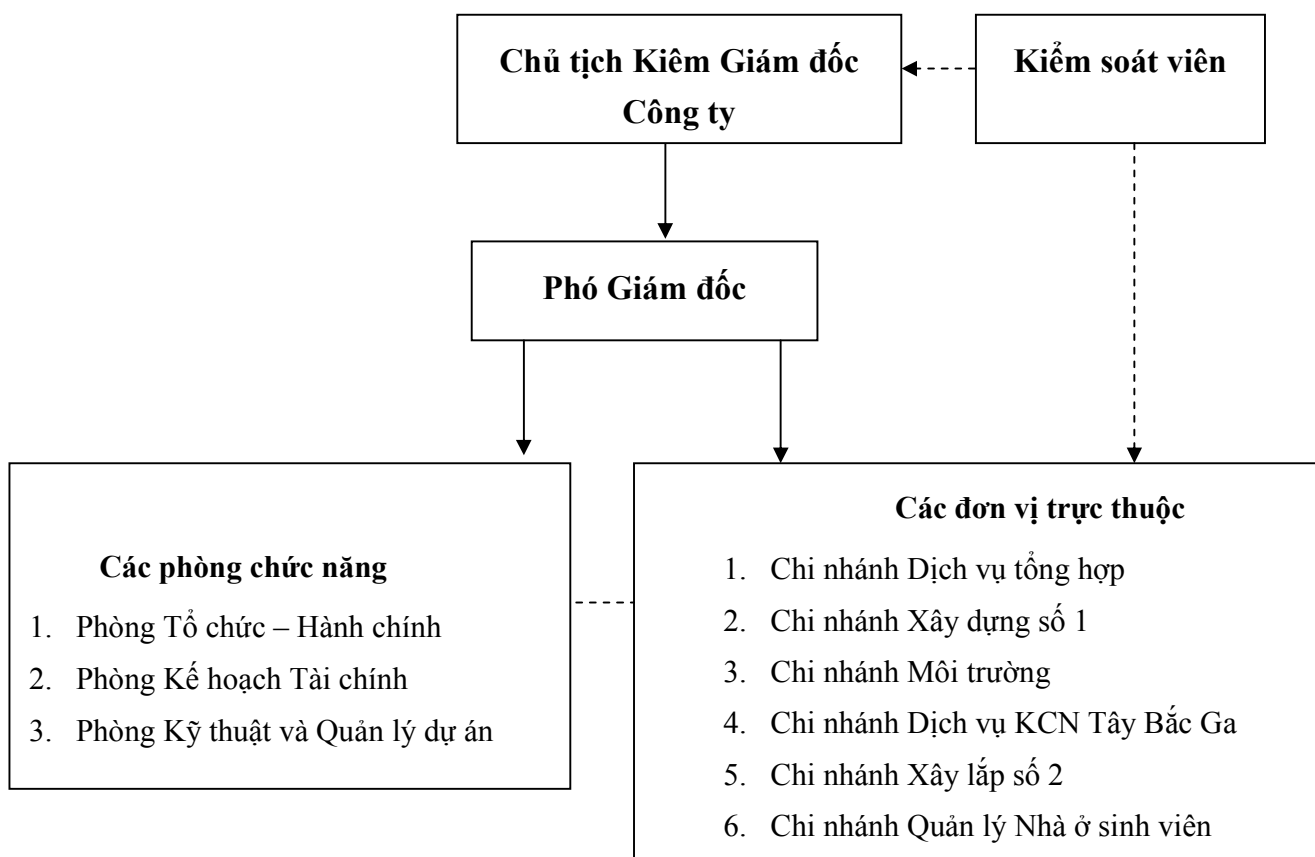 Chủ tịch Kiêm Giám đốc
Công ty
Kiểm soát viên
Phó Giám đốc
Các phòng chức năng
1. Phòng Tổ chức – Hành chính
2. Phòng Kế hoạch Tài chính
3. Phòng Kỹ thuật và Quản lý dự án
Các đơn vị trực thuộc
1. Chi nhánh Dịch vụ tổng hợp
2. Chi nhánh Xây dựng số 1
3. Chi nhánh Môi trường
4. Chi nhánh Dịch vụ KCN Tây Bắc Ga
5. Chi nhánh Xây lắp số 2
6. Chi nhánh Quản lý Nhà ở sinh viên